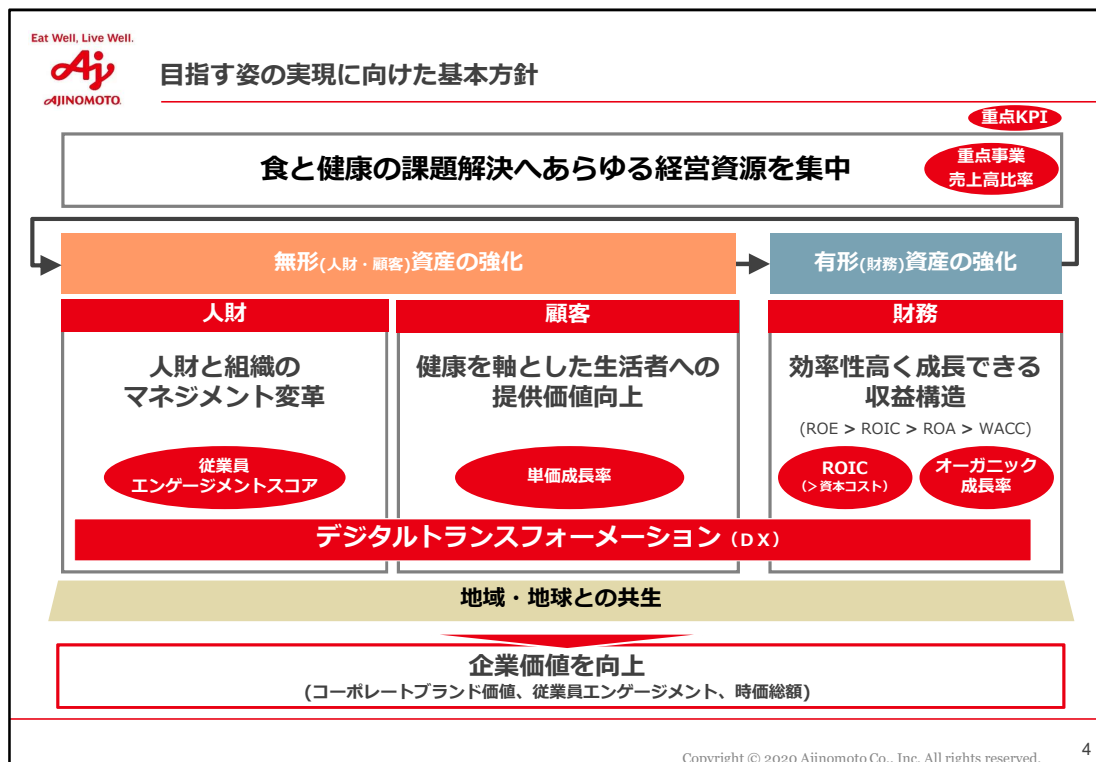 Eat Well, Live Well.
AJINOMOTO
目指す姿の実現に向けた基本方針
重点KPI
食と健康の課題解決へあらゆる経営資源を集中
重点事業
売上高比率
無形(人財・顧客)資産の強化
有形(財務)資産の強化
人財
人財と組織の
マネジメント変革
従業員
エンゲージメントスコア
顧客
健康を軸とした生活者への
提供価値向上
単価成長率
財務
効率性高く成長できる
収益構造
(ROE > ROIC > ROA > WACC)
ROIC
(＞資本コスト)
オーガニック
成長率
デジタルトランスフォーメーション（ＤＸ）
地域・地球との共生
企業価値を向上
(コーポレートブランド価値、従業員エンゲージメント、時価総額)
Copyright © 2020 Ajinomoto Co., Inc. All rights reserved.
4